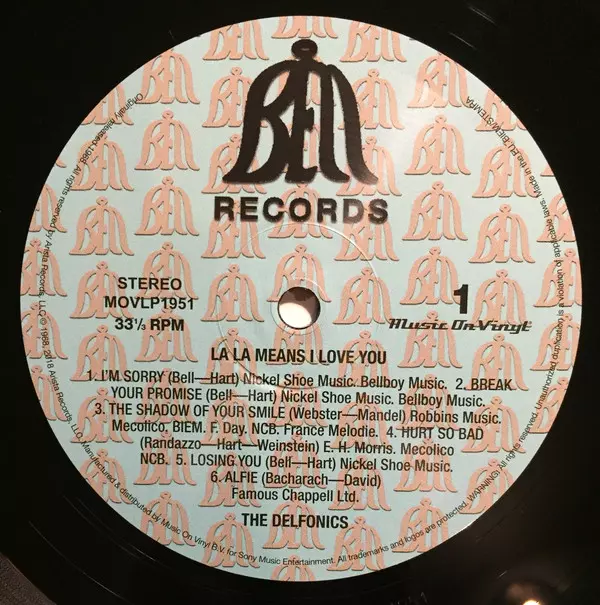 BELL
RECORDS
STEREO
MOVLP1951
33⅓ RPM
1
Music On Vinyl
LA LA MEANS I LOVE YOU
1. I'M SORRY (Bell—Hart) Nickel Shoe Music. Bellboy Music. 2. BREAK
YOUR PROMISE (Bell—Hart) Nickel Shoe Music. Bellboy Music.
3. THE SHADOW OF YOUR SMILE (Webster—Mandel) Robbins Music.
Mecolico, BIEM. F. Day. NCB. France Melodie. 4. HURT SO BAD
(Randazzo—Hart—Weinstein) E. H. Morris. Mecolico
NCB. 5. LOSING YOU (Bell—Hart) Nickel Shoe Music.
6. ALFIE (Bacharach—David)
Famous Chappell Ltd.
THE DELFONICS
Originally released 1968. All rights reserved by Arista Records, LLC. © 1968, 2018 Arista Records, LLC. Manufactured & distributed by Music On Vinyl B.V. for Sony Music Entertainment. All trademarks and logos are protected. WARNING: All rights reserved. Unauthorized duplication is a violation of applicable laws. Made in the EU. BIEM/STEMRA